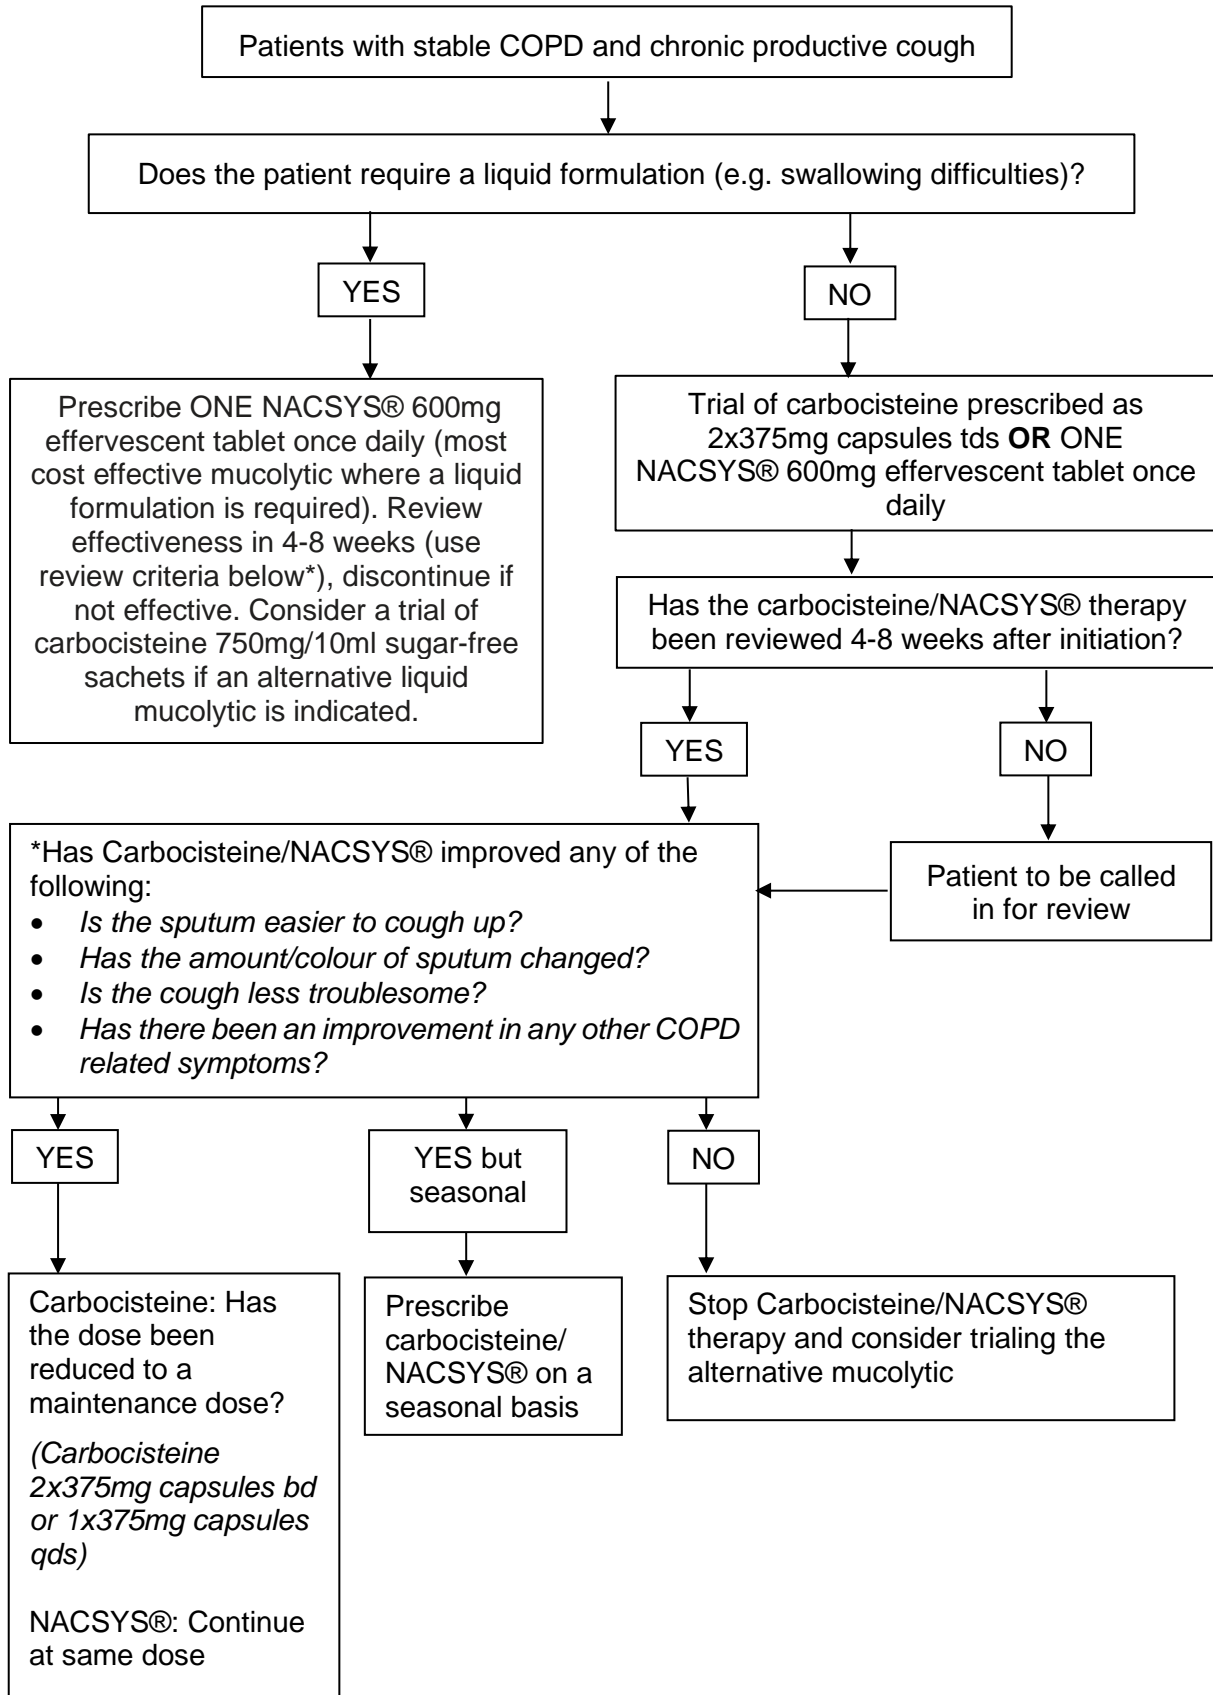 Patients with stable COPD and chronic productive cough
Does the patient require a liquid formulation (e.g. swallowing difficulties)?
YES
NO
Prescribe ONE NACSYS® 600mg
effervescent tablet once daily (most
cost effective mucolytic where a liquid
formulation is required). Review
effectiveness in 4-8 weeks (use
review criteria below*), discontinue if
not effective. Consider a trial of
carbocisteine 750mg/10ml sugar-free
sachets if an alternative liquid
mucolytic is indicated.
Trial of carbocisteine prescribed as
2x375mg capsules tds OR ONE
NACSYS® 600mg effervescent tablet once
daily
Has the carbocisteine/NACSYS® therapy
been reviewed 4-8 weeks after initiation?
YES
NO
Patient to be called
in for review
*Has Carbocisteine/NACSYS® improved any of the
following:
• Is the sputum easier to cough up?
• Has the amount/colour of sputum changed?
• Is the cough less troublesome?
• Has there been an improvement in any other COPD
related symptoms?
YES
YES but
seasonal
NO
Carbocisteine: Has
the dose been
reduced to a
maintenance dose?
(Carbocisteine
2x375mg capsules bd
or 1x375mg capsules
qds)
NACSYS®: Continue
at same dose
Prescribe
carbocisteine/
NACSYS® on a
seasonal basis
Stop Carbocisteine/NACSYS®
therapy and consider trialing the
alternative mucolytic